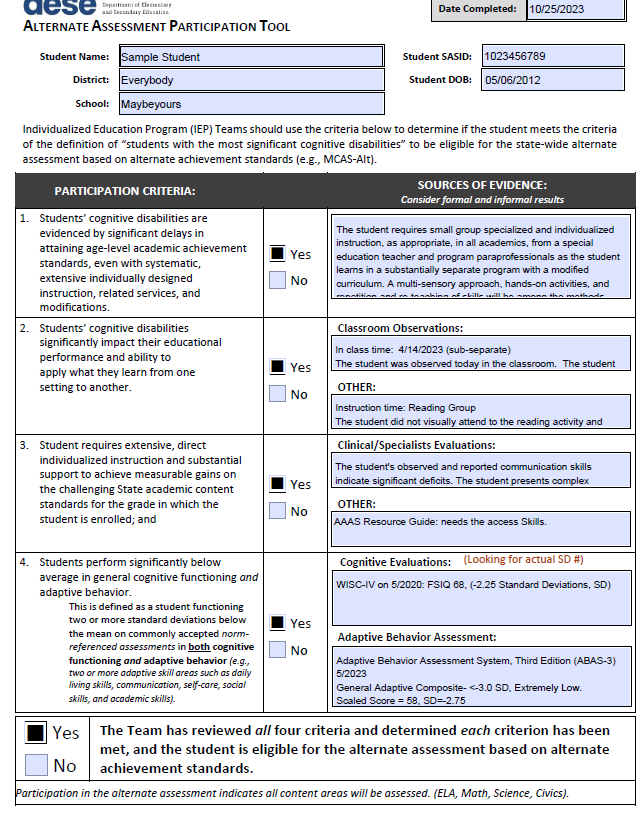 dese Department of Elementary
and Secondary Education
Date Completed: 10/25/2023
ALTERNATE ASSESSMENT PARTICIPATION TOOL
Student Name: Sample Student Student SASID: 1023456789
District: Everybody Student DOB: 05/06/2012
School: Maybeyours
Individualized Education Program (IEP) Teams should use the criteria below to determine if the student meets the criteria
of the definition of “students with the most significant cognitive disabilities” to be eligible for the state-wide alternate
assessment based on alternate achievement standards (e.g., MCAS-Alt).
PARTICIPATION CRITERIA:
SOURCES OF EVIDENCE:
Consider formal and informal results
1. Students’ cognitive disabilities are
evidenced by significant delays in
attaining age-level academic achievement
standards, even with systematic,
extensive individually designed
instruction, related services, and
modifications.
Yes
No
The student requires small group specialized and individualized
instruction, as appropriate, in all academics, from a special
education teacher and program paraprofessionals as the student
learns in a substantially separate program with a modified
curriculum. A multi-sensory approach, hands-on activities, and
repetition and re-teaching of skills will be among the methods
2. Students’ cognitive disabilities
significantly impact their educational
performance and ability to
apply what they learn from one
setting to another.
Yes
No
Classroom Observations:
In class time: 4/14/2023 (sub-separate)
The student was observed today in the classroom. The student
OTHER:
Instruction time: Reading Group
The student did not visually attend to the reading activity and
3. Student requires extensive, direct
individualized instruction and substantial
support to achieve measurable gains on
the challenging State academic content
standards for the grade in which the
student is enrolled; and
Yes
No
Clinical/Specialists Evaluations:
The student's observed and reported communication skills
indicate significant deficits. The student presents complex
OTHER:
AAAS Resource Guide: needs the access Skills.
4. Students perform significantly below
average in general cognitive functioning and
adaptive behavior.
This is defined as a student functioning
two or more standard deviations below
the mean on commonly accepted norm-
referenced assessments in both cognitive
functioning and adaptive behavior (e.g.,
two or more adaptive skill areas such as daily
living skills, communication, self-care, social
skills, and academic skills).
Yes
No
Cognitive Evaluations: (Looking for actual SD #)
WISC-IV on 5/2020: FSIQ 68, (-2.25 Standard Deviations, SD)
Adaptive Behavior Assessment:
Adaptive Behavior Assessment System, Third Edition (ABAS-3)
5/2023
General Adaptive Composite- <-3.0 SD, Extremely Low.
Scaled Score = 58, SD=-2.75
Yes
No
The Team has reviewed all four criteria and determined each criterion has been
met, and the student is eligible for the alternate assessment based on alternate
achievement standards.
Participation in the alternate assessment indicates all content areas will be assessed. (ELA, Math, Science, Civics).